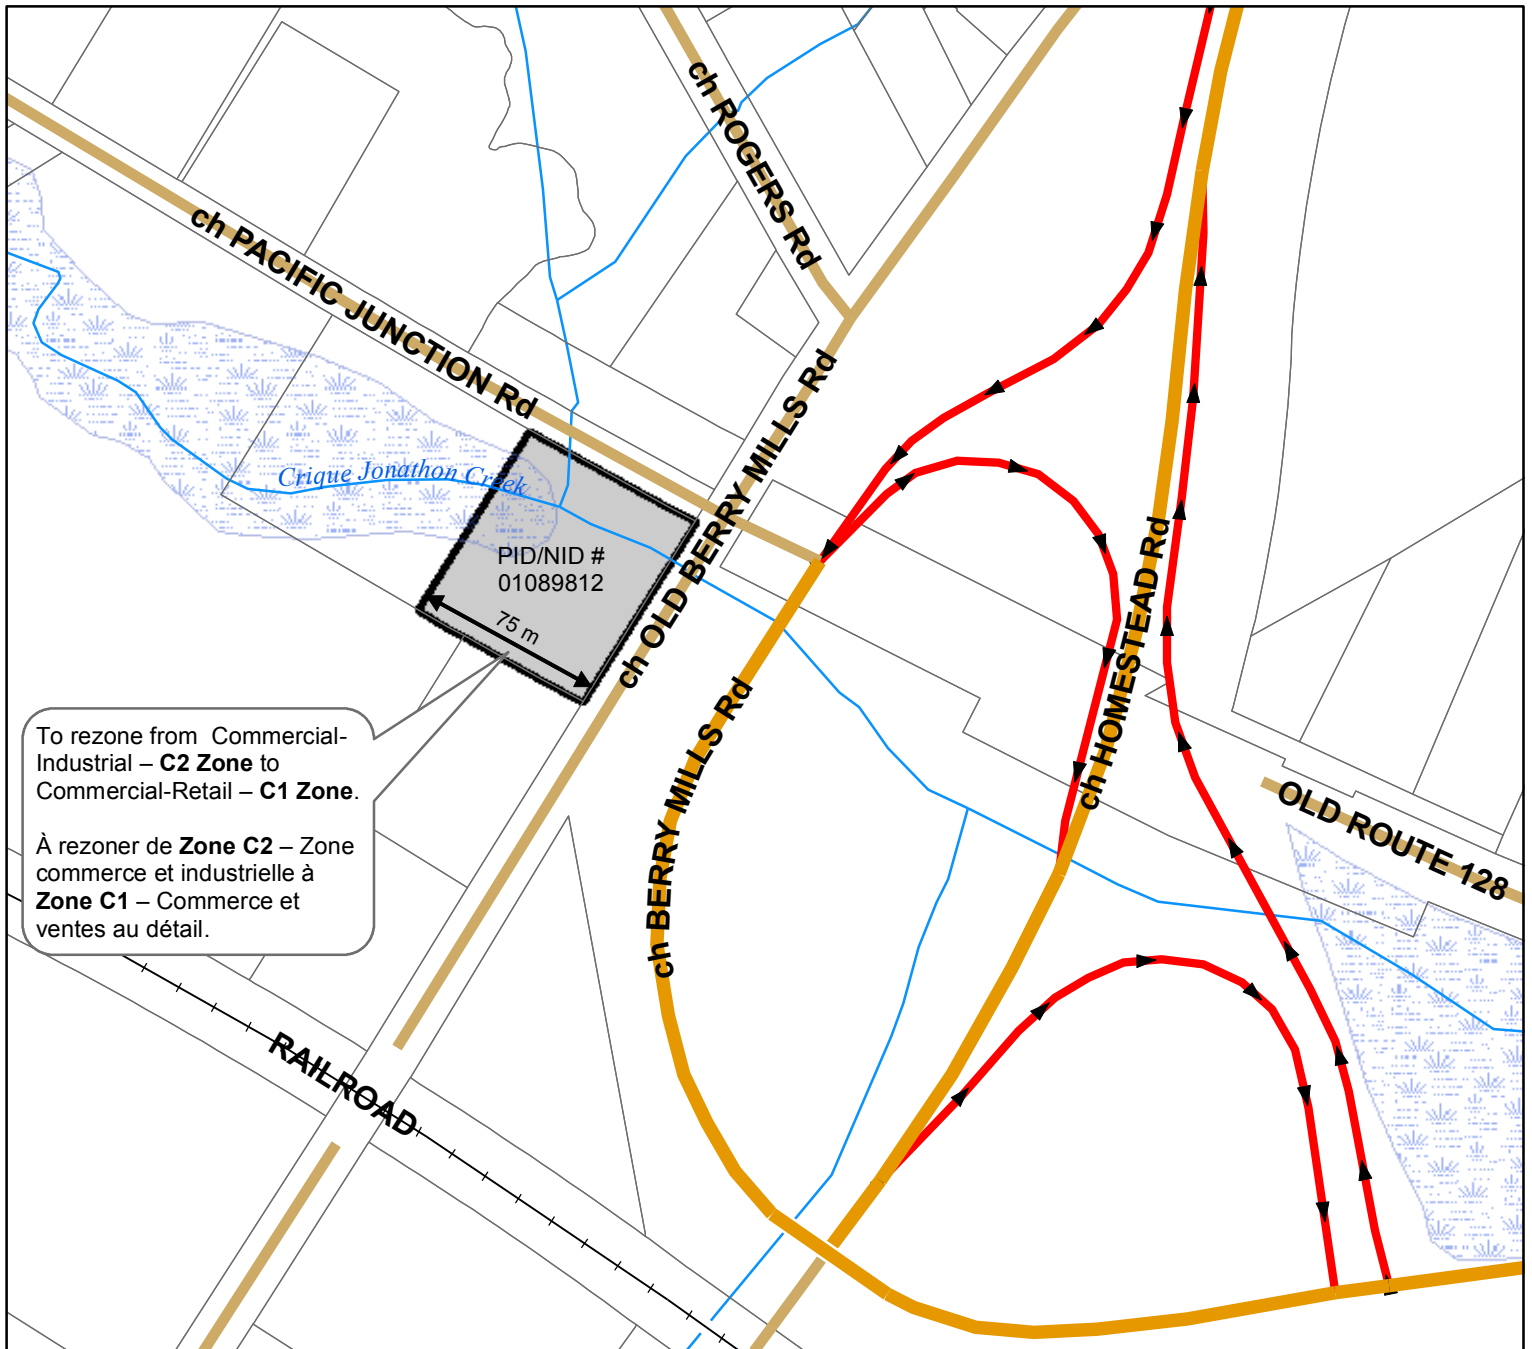 ch ROGERS Rd
ch PACIFIC JUNCTION Rd
ch OLD BERRY MILLS Rd
Crique Jonathon Creek
PID/NID #
01089812
75 m
ch HOMESTEAD Rd
ch BERRY MILLS Rd
To rezone from  Commercial-
Industrial – C2 Zone to
Commercial-Retail – C1 Zone.
À rezoner de Zone C2 – Zone
commerce et industrielle à
Zone C1 – Commerce et
ventes au détail.
OLD ROUTE 128
RAILROAD